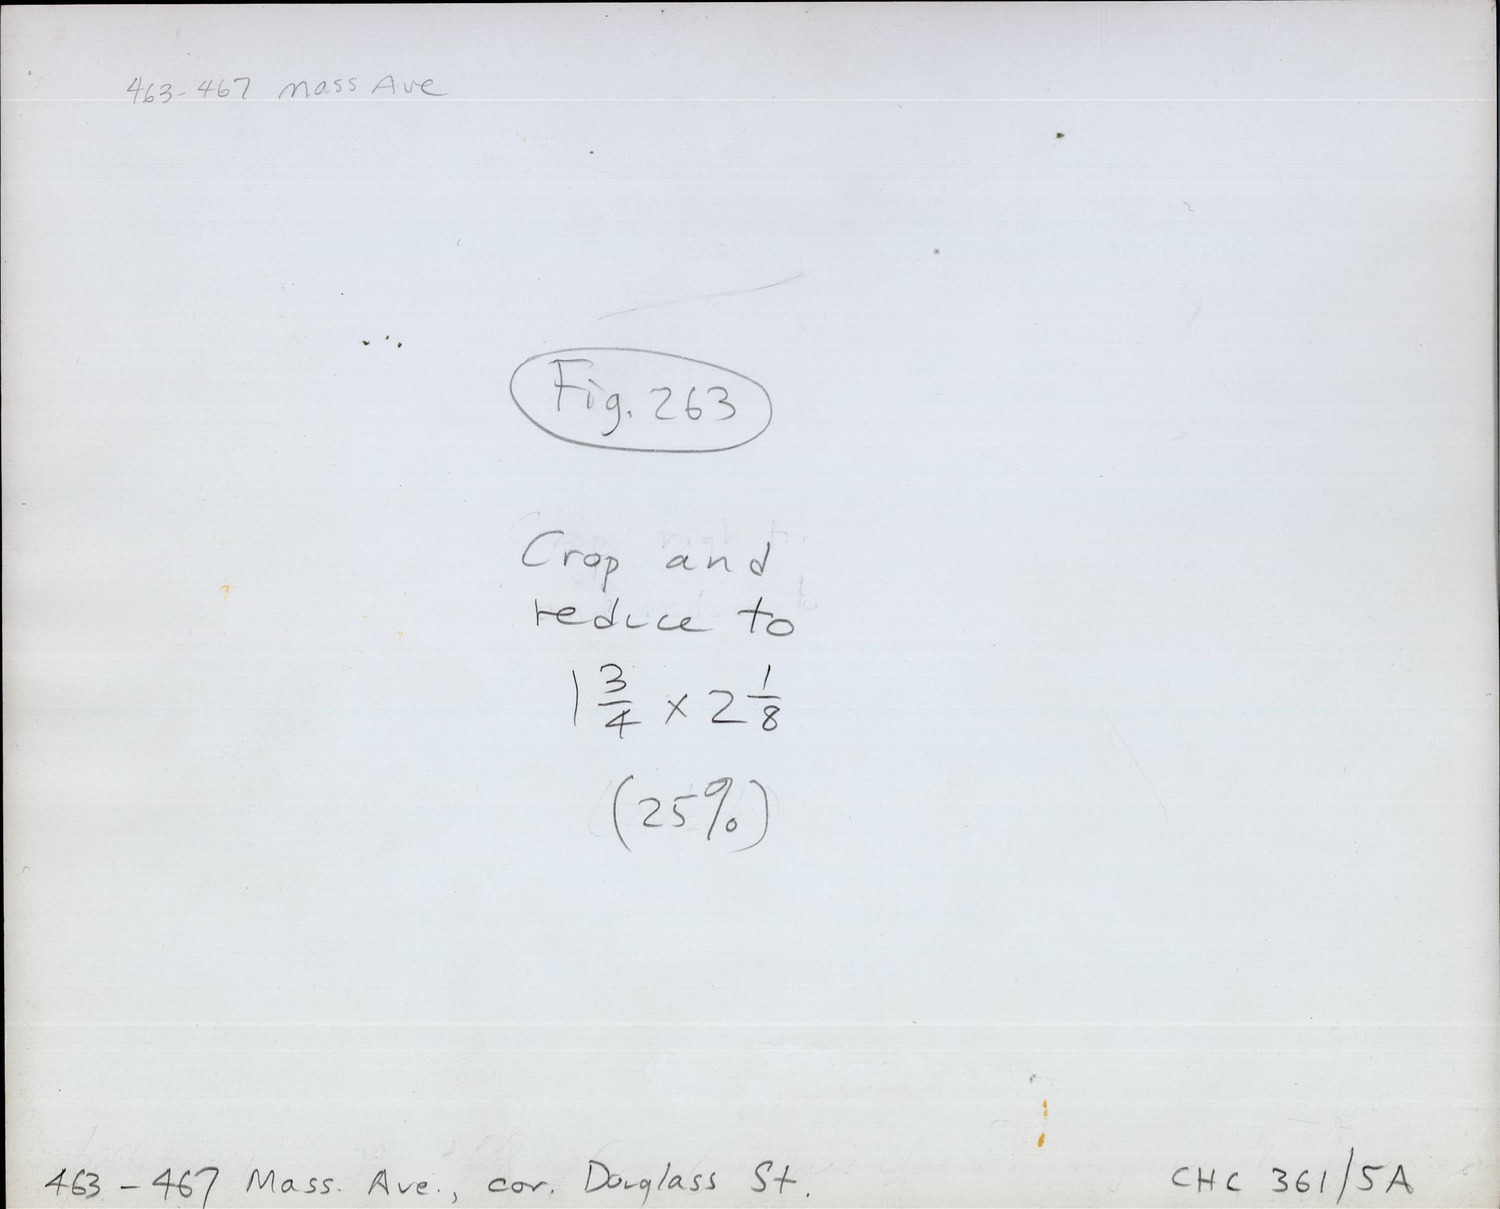 463-467 Mass Ave
Fig. 263
Crop and
reduce to
1 3/4 x 2 1/8
(25%)
463-467 Mass. Ave., cor. Douglass St.
CHC 361/5A